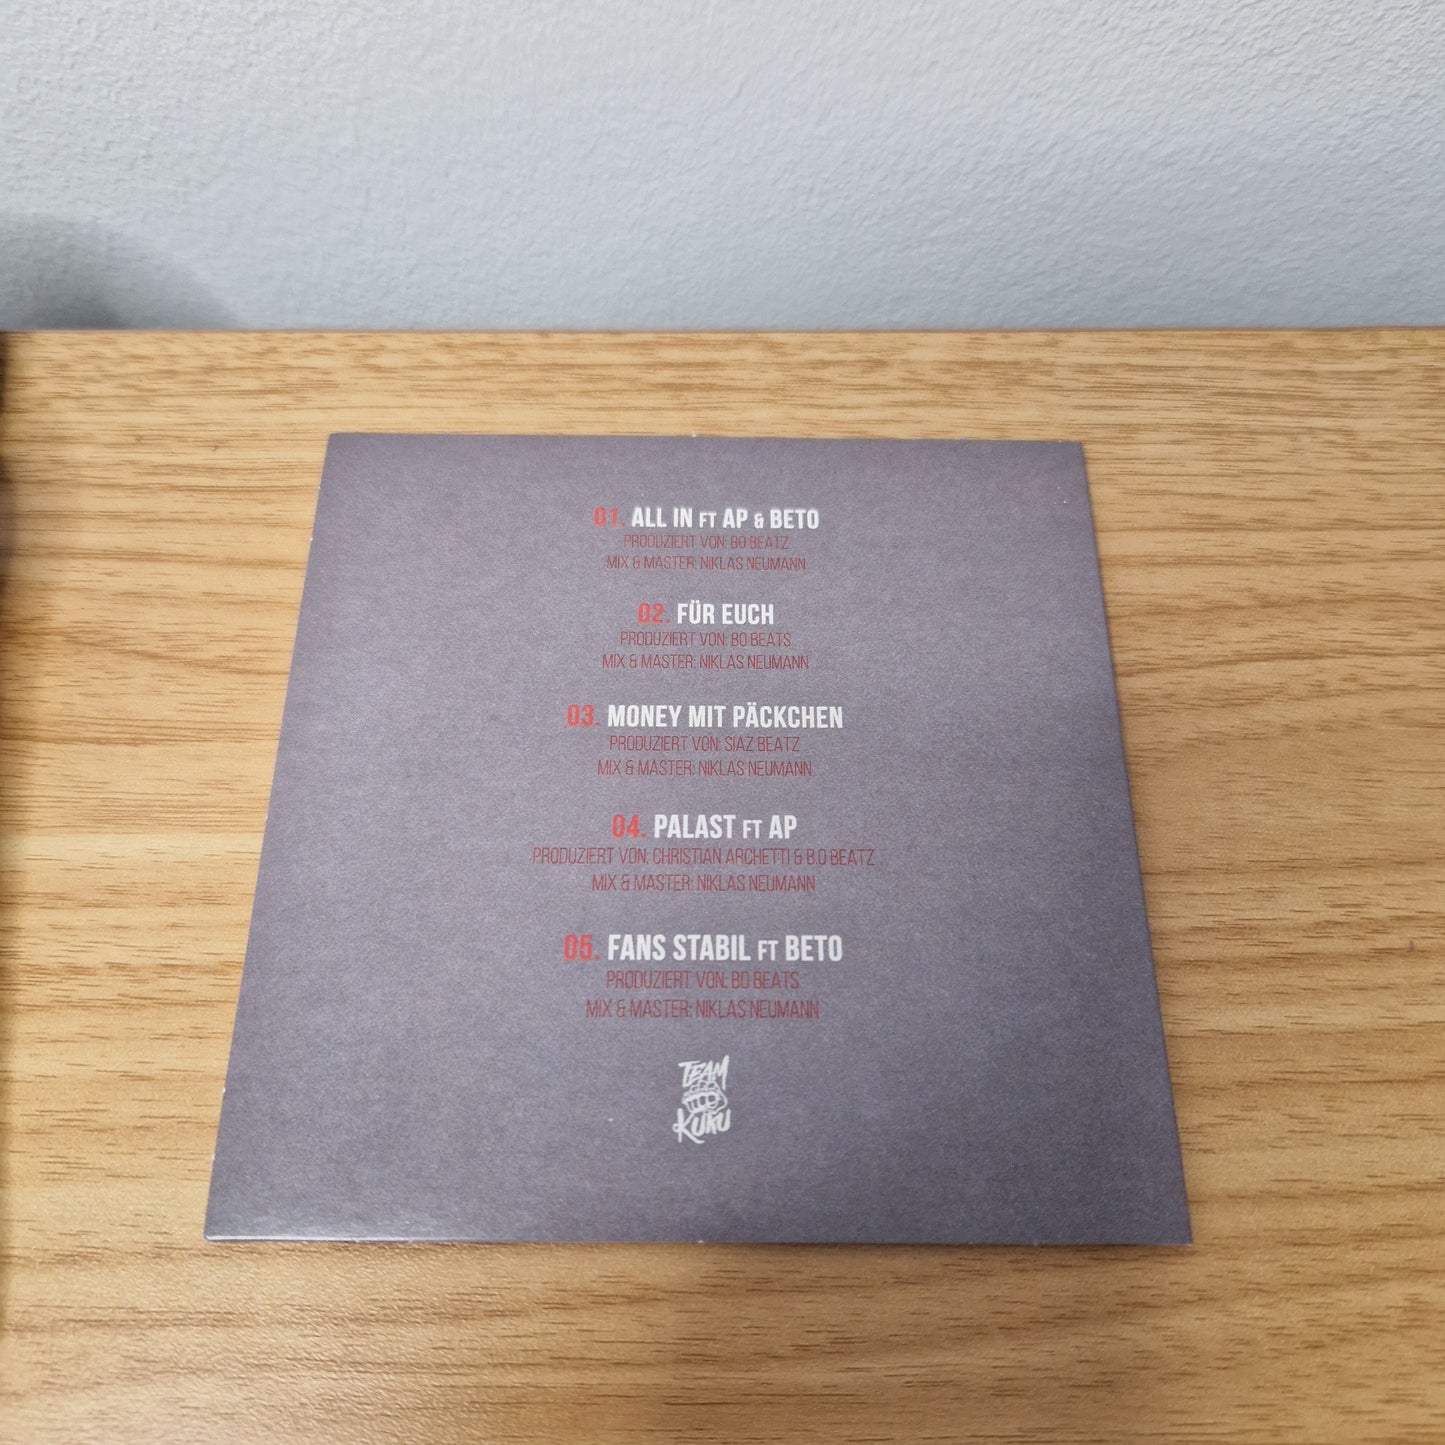 01. ALL IN FT AP & BETO
PRODUZIERT VON: BO BEATZ
MIX & MASTER: NIKLAS NEUMANN
02. FÜR EUCH
PRODUZIERT VON: BO BEATS
MIX & MASTER: NIKLAS NEUMANN
03. MONEY MIT PÄCKCHEN
PRODUZIERT VON: SIAZ BEATZ
MIX & MASTER: NIKLAS NEUMANN
04. PALAST FT AP
PRODUZIERT VON: CHRISTIAN ARCHETTI & B.O BEATZ
MIX & MASTER: NIKLAS NEUMANN
05. FANS STABIL FT BETO
PRODUZIERT VON: BO BEATS
MIX & MASTER: NIKLAS NEUMANN
TEAM
KUKU